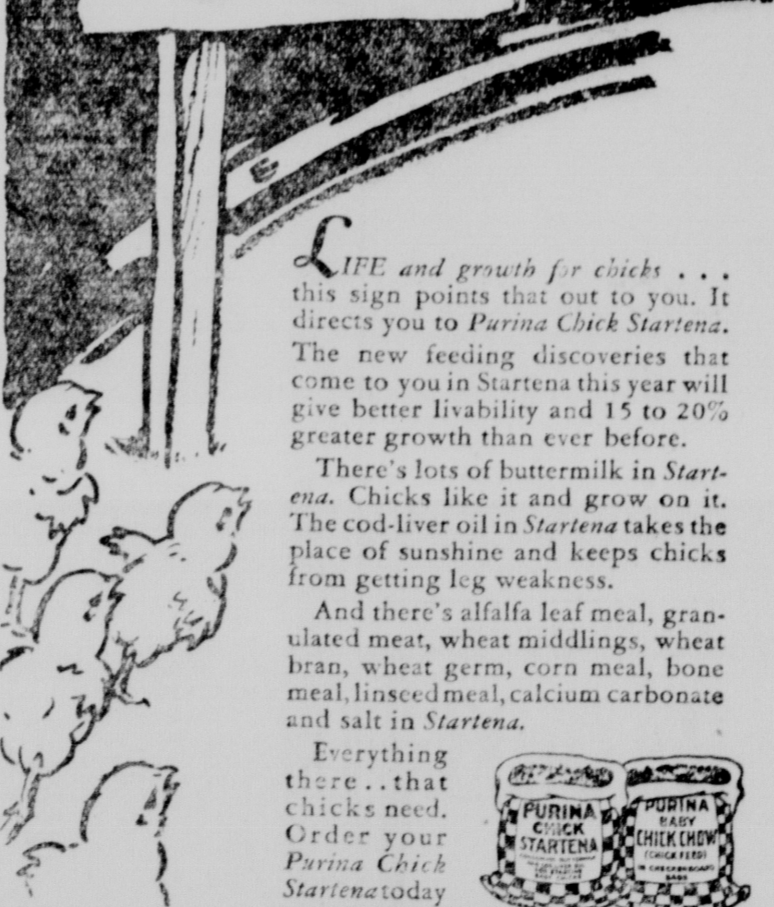 LIFE and growth for chicks . . .
this sign points that out to you. It
directs you to Purina Chick Startena.
The new feeding discoveries that
come to you in Startena this year will
give better livability and 15 to 20%
greater growth than ever before.
There's lots of buttermilk in Start-
ena. Chicks like it and grow on it.
The cod-liver oil in Startena takes the
place of sunshine and keeps chicks
from getting leg weakness.
And there's alfalfa leaf meal, gran-
ulated meat, wheat middlings, wheat
bran, wheat germ, corn meal, bone
meal, linseed meal, calcium carbonate
and salt in Startena.
Everything
there . . that
chicks need.
Order your
Purina Chick
Startena today
PURINA
CHICK
STARTENA
PURINA
BABY
CHICK CHOW
(CHICK FEED)
IN CHECKERBOARD
BAGS